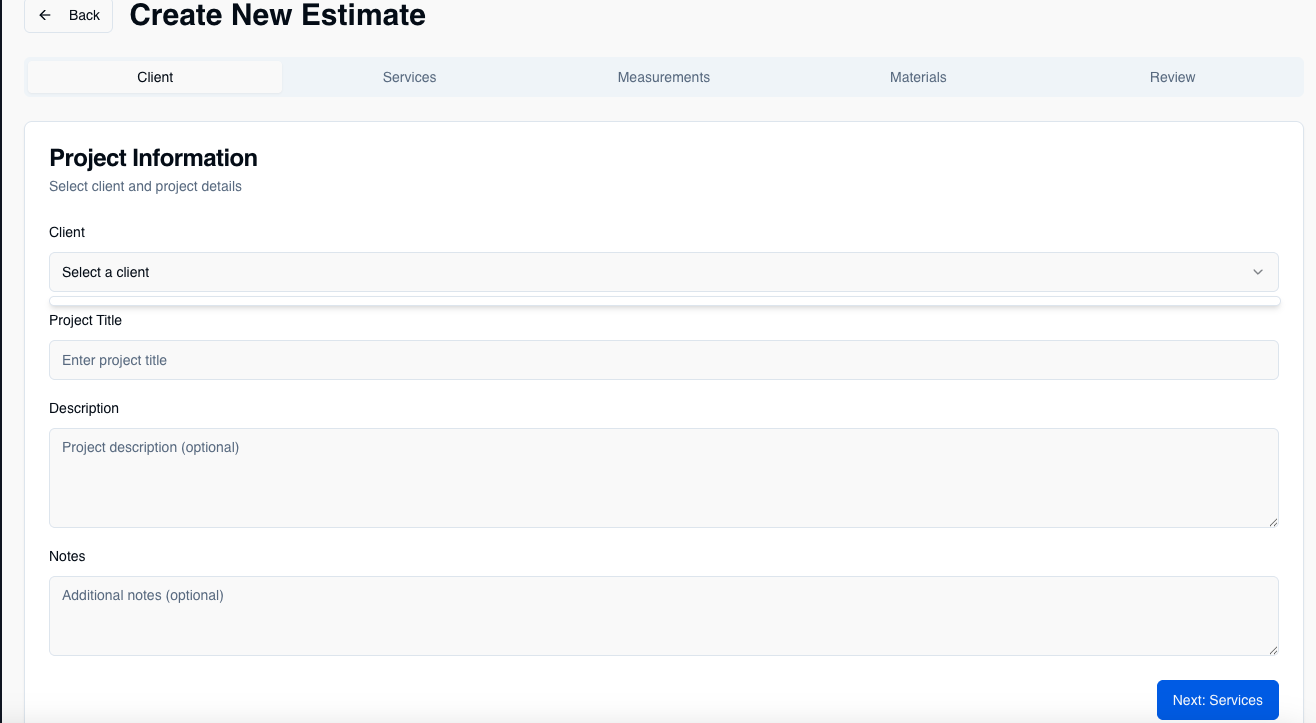 Back
Create New Estimate
Client
Services
Measurements
Materials
Review
Project Information
Select client and project details
Client
Select a client
Project Title
Enter project title
Description
Project description (optional)
Notes
Additional notes (optional)
Next: Services